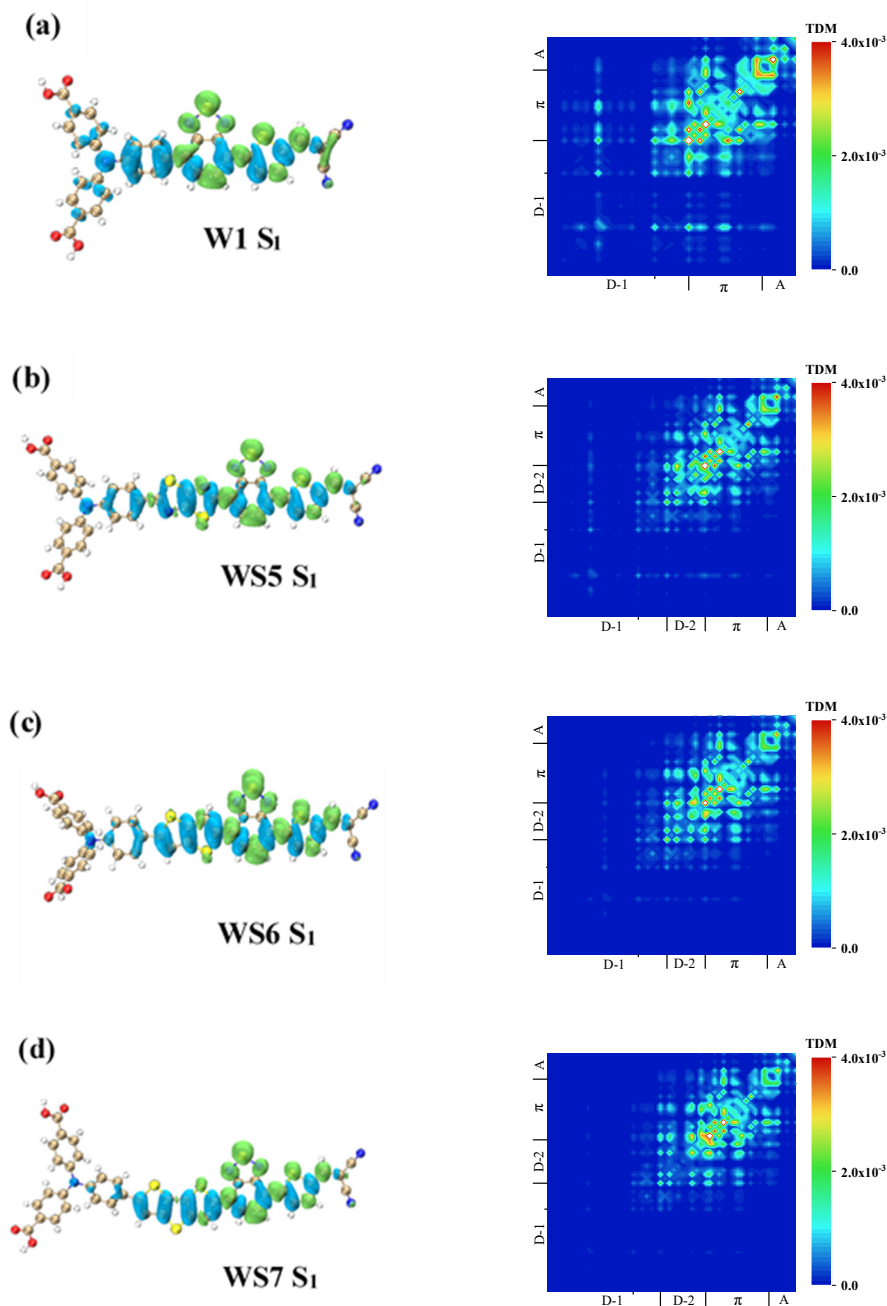 (a)
W1 S₁
TDM
4.0x10⁻³
2.0x10⁻³
0.0
A
π
D-1
D-1
π
A
(b)
WS5 S₁
TDM
4.0x10⁻³
2.0x10⁻³
0.0
A
π
D-2
D-1
D-1
D-2
π
A
(c)
WS6 S₁
TDM
4.0x10⁻³
2.0x10⁻³
0.0
A
π
D-2
D-1
D-1
D-2
π
A
(d)
WS7 S₁
TDM
4.0x10⁻³
2.0x10⁻³
0.0
A
π
D-2
D-1
D-1
D-2
π
A